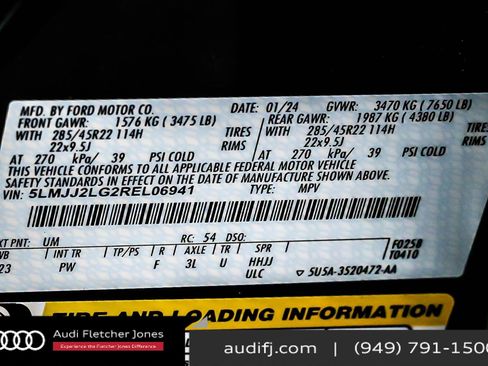 MFD. BY FORD MOTOR CO. DATE: 01/24 GVWR: 3470 KG (7650 LB)
FRONT GAWR: 1576 KG (3475 LB) REAR GAWR: 1987 KG (4380 LB)
WITH 285/45R22 114H TIRES WITH 285/45R22 114H TIRES
22x9.5J RIMS 22x9.5J RIMS
AT 270 kPa/ 39 PSI COLD AT 270 kPa/ 39 PSI COLD
THIS VEHICLE CONFORMS TO ALL APPLICABLE FEDERAL MOTOR VEHICLE
SAFETY STANDARDS IN EFFECT ON THE DATE OF MANUFACTURE SHOWN ABOVE.
VIN: 5LMJJ2LG2REL06941 TYPE: MPV
XT PNT: UM RC: 54 DSO:
WB INT TR TP/PS R AXLE TR SPR F0258
23 PW F 3L U HHJJ T0410
ULC ▽ 5U5A-3520472-AA
TIRE AND LOADING INFORMATION
Audi Fletcher Jones
Experience the Fletcher Jones Difference
audifj.com (949) 791-1500